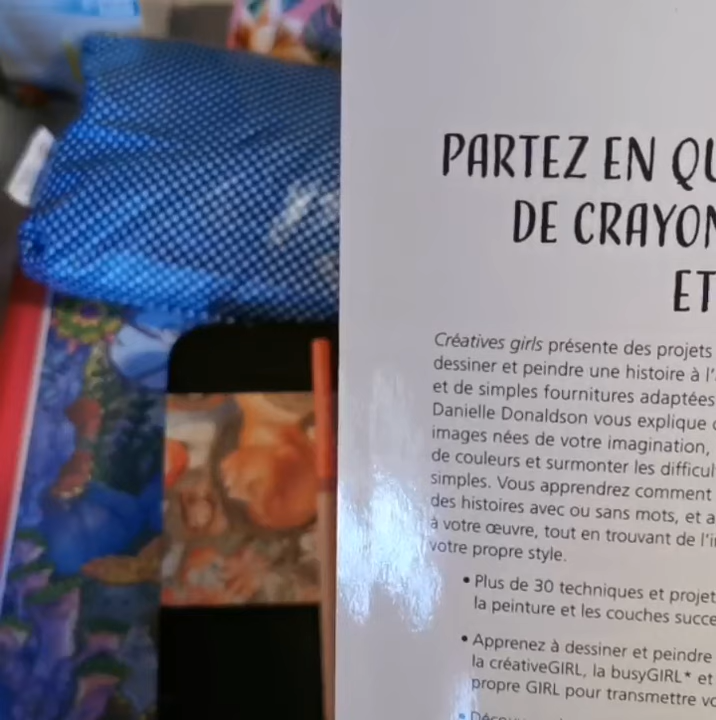 PARTEZ EN QU
DE CRAYON
ET
Créatives girls présente des projets
dessiner et peindre une histoire à l'
et de simples fournitures adaptées
Danielle Donaldson vous explique
images nées de votre imagination,
de couleurs et surmonter les difficul
simples. Vous apprendrez comment
des histoires avec ou sans mots, et a
à votre œuvre, tout en trouvant de l'i
votre propre style.
• Plus de 30 techniques et projet
la peinture et les couches succe
• Apprenez à dessiner et peindre
la créativeGIRL, la busyGIRL* et
propre GIRL pour transmettre vo